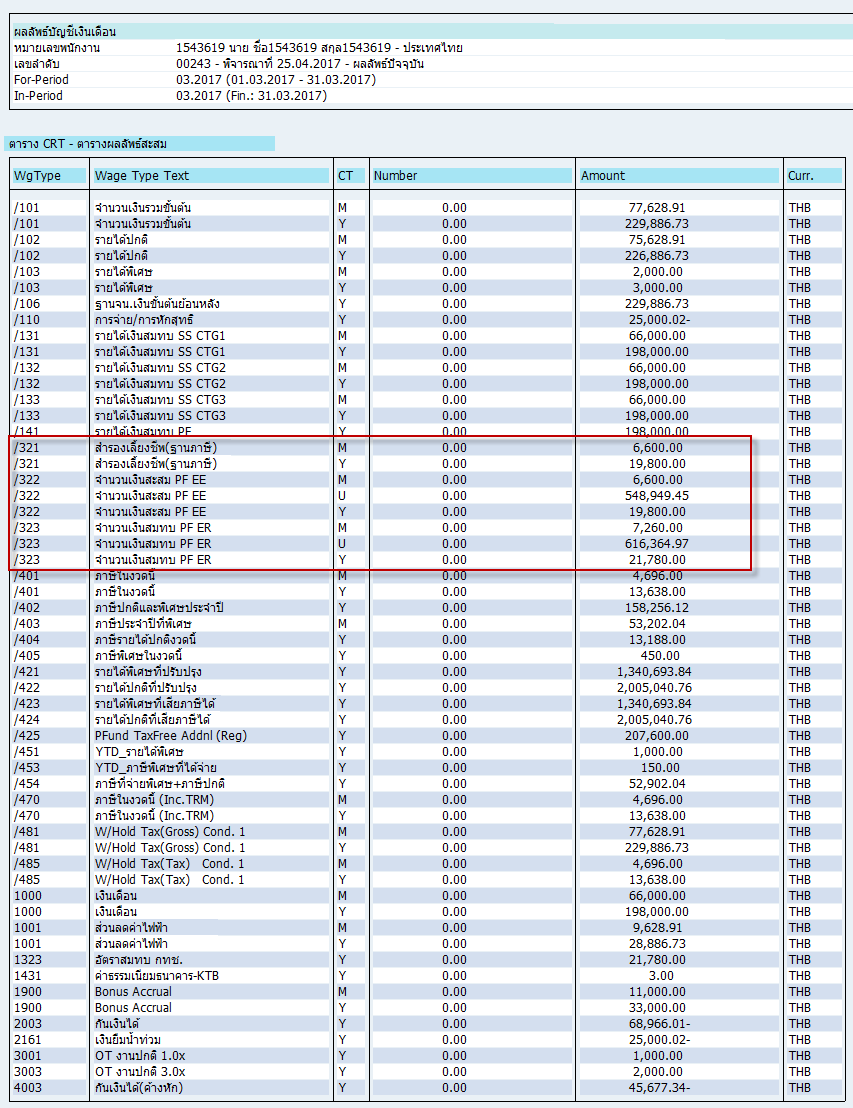 ผลลัพธ์บัญชีเงินเดือน
หมายเลขพนักงาน 1543619 นาย ชื่อ1543619 สกุล1543619 - ประเทศไทย
เลขลำดับ 00243 - พิจารณาที่ 25.04.2017 - ผลลัพธ์ปัจจุบัน
For-Period 03.2017 (01.03.2017 - 31.03.2017)
In-Period 03.2017 (Fin.: 31.03.2017)
ตาราง CRT - ตารางผลลัพธ์สะสม
WgType Wage Type Text CT Number Amount Curr.
/101 จำนวนเงินรวมขั้นต้น M 0.00 77,628.91 THB
/101 จำนวนเงินรวมขั้นต้น Y 0.00 229,886.73 THB
/102 รายได้ปกติ M 0.00 75,628.91 THB
/102 รายได้ปกติ Y 0.00 226,886.73 THB
/103 รายได้พิเศษ M 0.00 2,000.00 THB
/103 รายได้พิเศษ Y 0.00 3,000.00 THB
/106 ฐานจน.เงินขั้นต้นย้อนหลัง Y 0.00 229,886.73 THB
/110 การจ่าย/การหักสุทธิ Y 0.00 25,000.02- THB
/131 รายได้เงินสมทบ SS CTG1 M 0.00 66,000.00 THB
/131 รายได้เงินสมทบ SS CTG1 Y 0.00 198,000.00 THB
/132 รายได้เงินสมทบ SS CTG2 M 0.00 66,000.00 THB
/132 รายได้เงินสมทบ SS CTG2 Y 0.00 198,000.00 THB
/133 รายได้เงินสมทบ SS CTG3 M 0.00 66,000.00 THB
/133 รายได้เงินสมทบ SS CTG3 Y 0.00 198,000.00 THB
/141 รายได้เงินสมทบ PF Y 0.00 198,000.00 THB
/321 สำรองเลี้ยงชีพ(ฐานภาษี) M 0.00 6,600.00 THB
/321 สำรองเลี้ยงชีพ(ฐานภาษี) Y 0.00 19,800.00 THB
/322 จำนวนเงินสะสม PF EE M 0.00 6,600.00 THB
/322 จำนวนเงินสะสม PF EE U 0.00 548,949.45 THB
/322 จำนวนเงินสะสม PF EE Y 0.00 19,800.00 THB
/323 จำนวนเงินสมทบ PF ER M 0.00 7,260.00 THB
/323 จำนวนเงินสมทบ PF ER U 0.00 616,364.97 THB
/323 จำนวนเงินสมทบ PF ER Y 0.00 21,780.00 THB
/401 ภาษีในงวดนี้ M 0.00 4,696.00 THB
/401 ภาษีในงวดนี้ Y 0.00 13,638.00 THB
/402 ภาษีปกติและพิเศษประจำปี Y 0.00 158,256.12 THB
/403 ภาษีประจำปีที่พิเศษ M 0.00 53,202.04 THB
/404 ภาษีรายได้ปกติงวดนี้ Y 0.00 13,188.00 THB
/405 ภาษีพิเศษในงวดนี้ Y 0.00 450.00 THB
/421 รายได้พิเศษที่ปรับปรุง Y 0.00 1,340,693.84 THB
/422 รายได้ปกติที่ปรับปรุง Y 0.00 2,005,040.76 THB
/423 รายได้พิเศษที่เสียภาษีได้ Y 0.00 1,340,693.84 THB
/424 รายได้ปกติที่เสียภาษีได้ Y 0.00 2,005,040.76 THB
/425 PFund TaxFree Addnl (Reg) Y 0.00 207,600.00 THB
/451 YTD_รายได้พิเศษ Y 0.00 1,000.00 THB
/453 YTD_ภาษีพิเศษที่ได้จ่าย Y 0.00 150.00 THB
/454 ภาษีที่จ่ายพิเศษ+ภาษีปกติ Y 0.00 52,902.04 THB
/470 ภาษีในงวดนี้ (Inc.TRM) M 0.00 4,696.00 THB
/470 ภาษีในงวดนี้ (Inc.TRM) Y 0.00 13,638.00 THB
/481 W/Hold Tax(Gross) Cond. 1 M 0.00 77,628.91 THB
/481 W/Hold Tax(Gross) Cond. 1 Y 0.00 229,886.73 THB
/485 W/Hold Tax(Tax) Cond. 1 M 0.00 4,696.00 THB
/485 W/Hold Tax(Tax) Cond. 1 Y 0.00 13,638.00 THB
1000 เงินเดือน M 0.00 66,000.00 THB
1000 เงินเดือน Y 0.00 198,000.00 THB
1001 ส่วนลดค่าไฟฟ้า M 0.00 9,628.91 THB
1001 ส่วนลดค่าไฟฟ้า Y 0.00 28,886.73 THB
1323 อัตราสมทบ กทช. Y 0.00 21,780.00 THB
1431 ค่าธรรมเนียมธนาคาร-KTB Y 0.00 3.00 THB
1900 Bonus Accrual M 0.00 11,000.00 THB
1900 Bonus Accrual Y 0.00 33,000.00 THB
2003 กันเงินได้ Y 0.00 68,966.01- THB
2161 เงินยืมน้ำท่วม Y 0.00 25,000.02- THB
3001 OT งานปกติ 1.0x Y 0.00 1,000.00 THB
3003 OT งานปกติ 3.0x Y 0.00 2,000.00 THB
4003 กันเงินได้(ค้างหัก) Y 0.00 45,677.34- THB